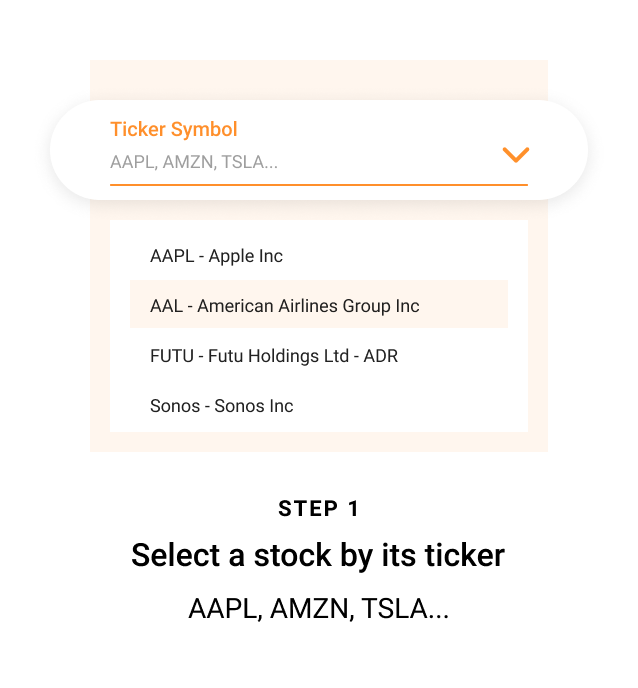 Ticker Symbol
AAPL, AMZN, TSLA...
AAPL - Apple Inc
AAL - American Airlines Group Inc
FUTU - Futu Holdings Ltd - ADR
Sonos - Sonos Inc
STEP 1
Select a stock by its ticker
AAPL, AMZN, TSLA...